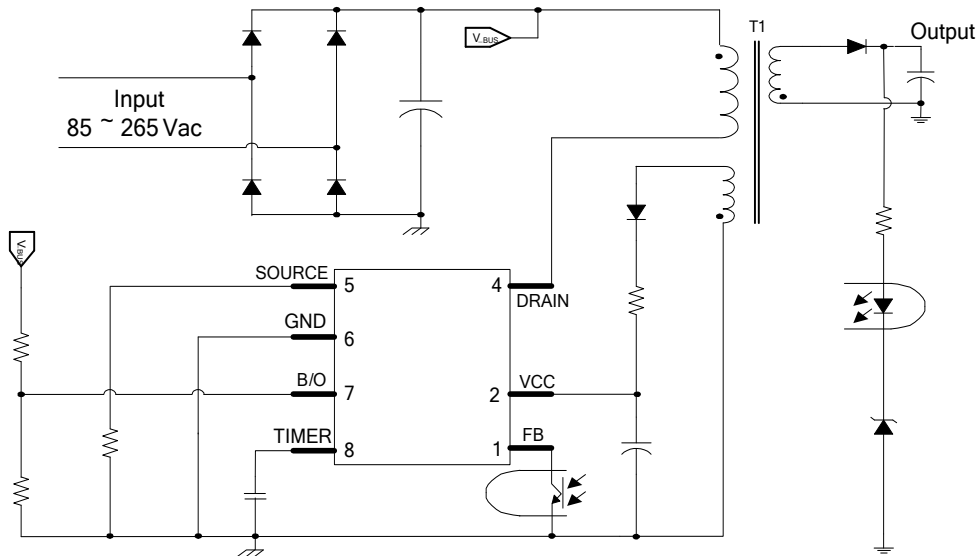 V_BUS
T1
Output
Input
85 ~ 265 Vac
V_BUS
SOURCE
5
4
DRAIN
GND
6
B/O
7
2
VCC
TIMER
8
1
FB